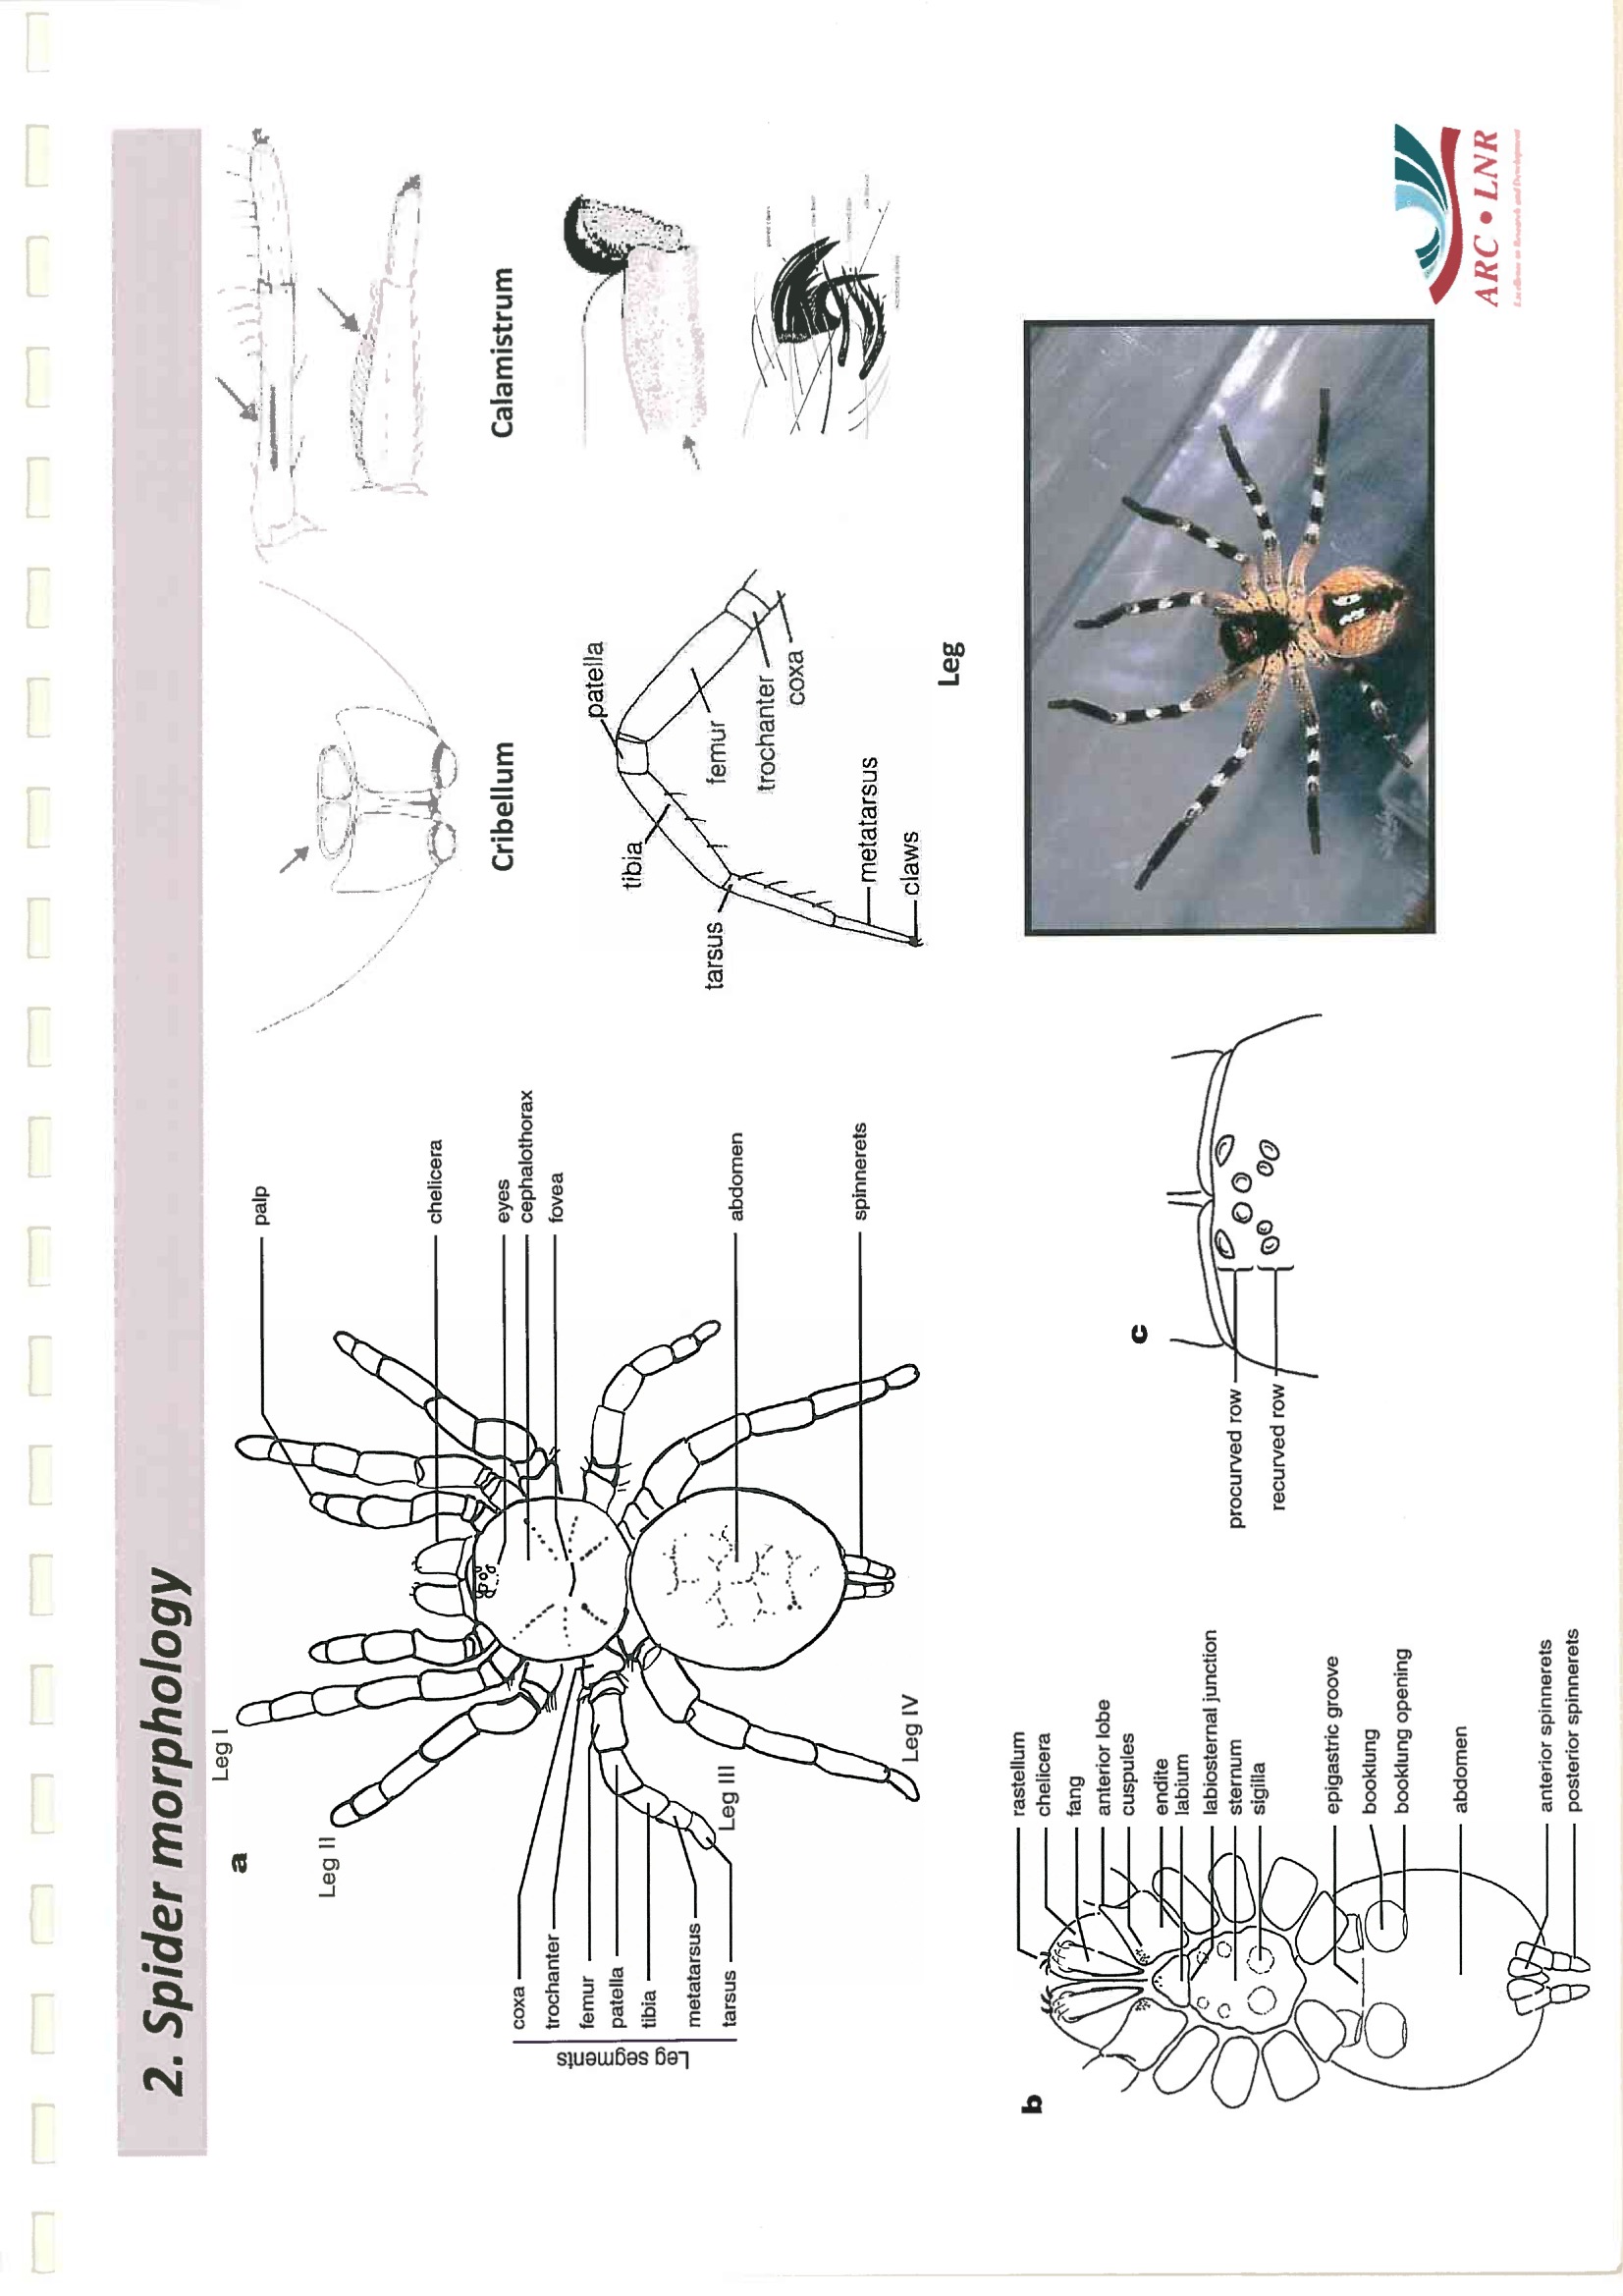 2. Spider morphology
a
Leg I
Leg II
Leg III
Leg IV
palp
chelicera
eyes
cephalothorax
fovea
abdomen
spinnerets
Leg segments
coxa
trochanter
femur
patella
tibia
metatarsus
tarsus
Cribellum
Calamistrum
patella
tibia
femur
tarsus
trochanter
coxa
metatarsus
claws
Leg
b
rastellum
chelicera
fang
anterior lobe
cuspules
endite
labium
labiosternal junction
sternum
sigilla
epigastric groove
booklung
booklung opening
abdomen
anterior spinnerets
posterior spinnerets
c
procurved row
recurved row
ARC • LNR
Excellence in Research and Development